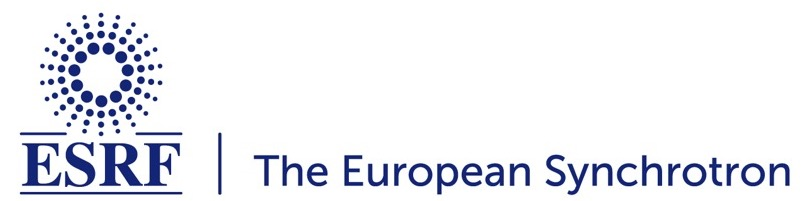 ESRF
The European Synchrotron